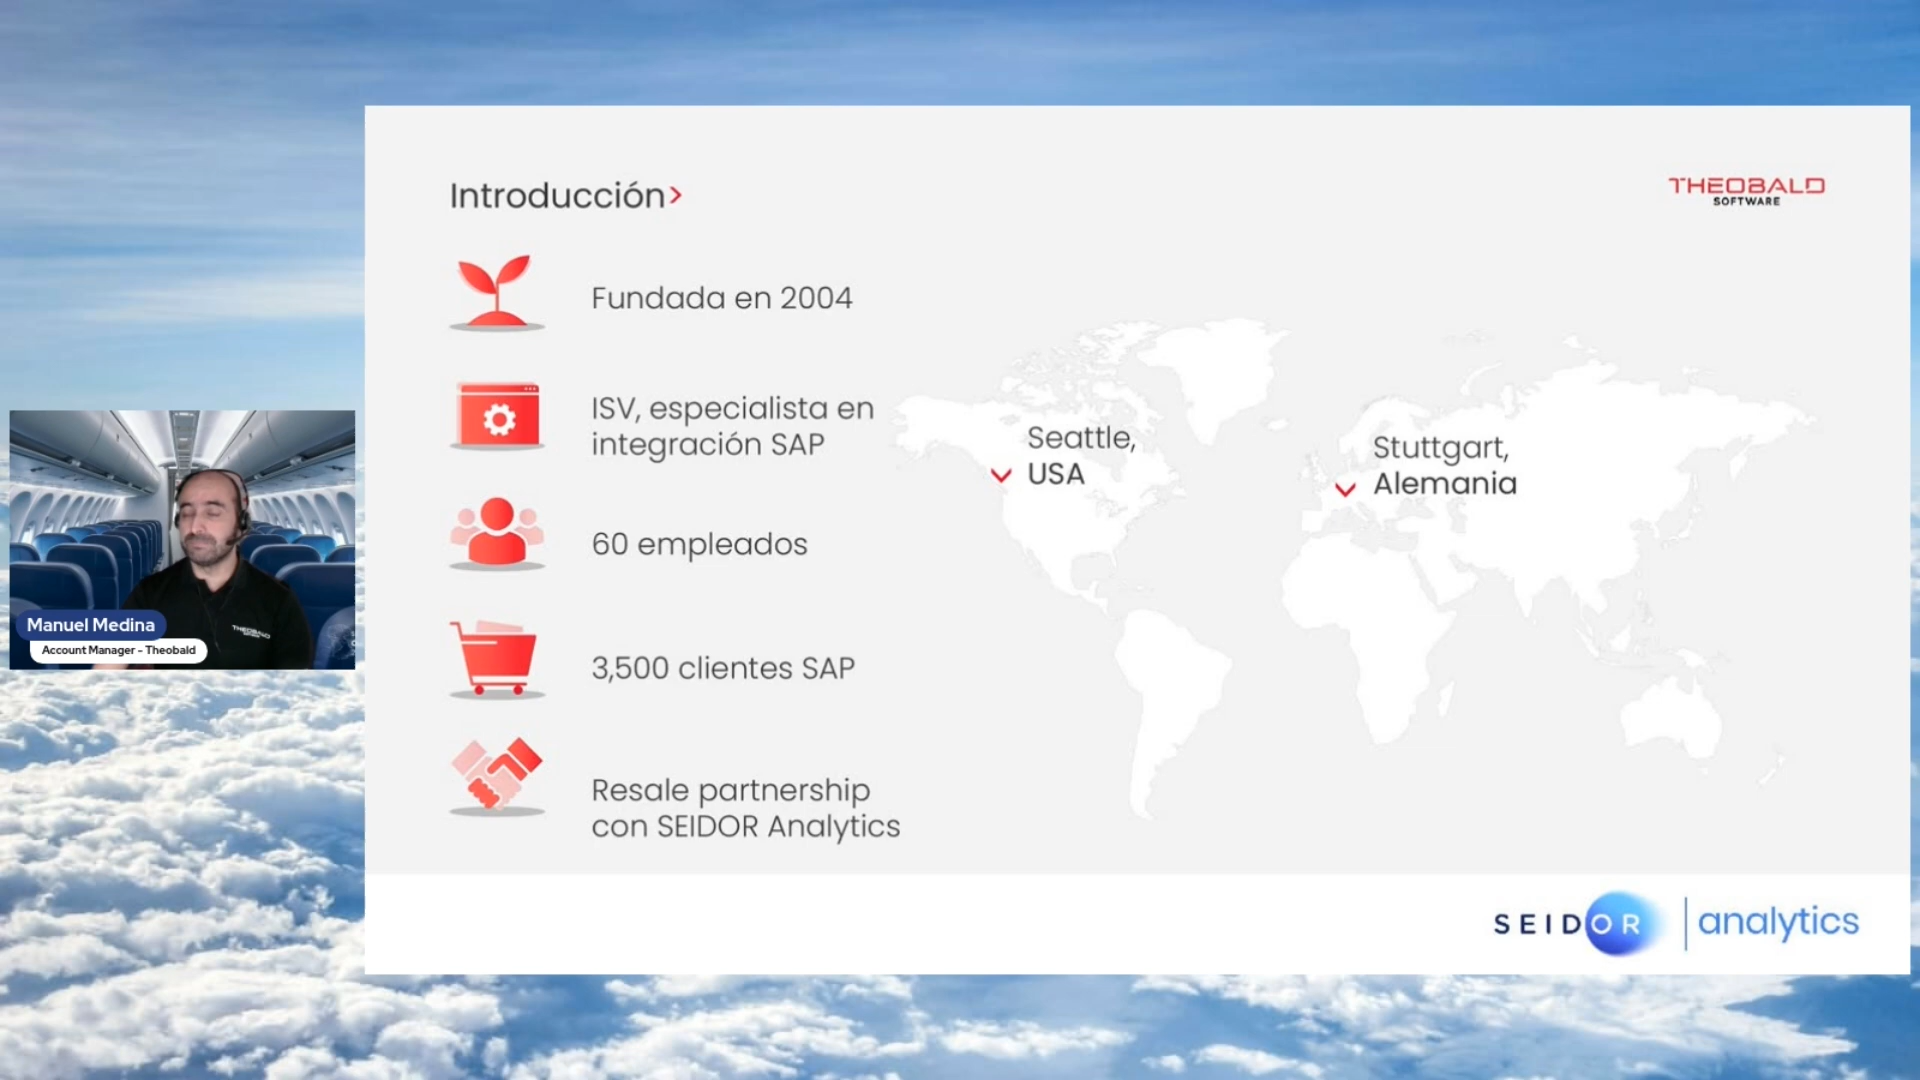 Introducción>
THEOBALD
SOFTWARE
Fundada en 2004
ISV, especialista en
integración SAP
Seattle,
USA
Stuttgart,
Alemania
60 empleados
3,500 clientes SAP
Resale partnership
con SEIDOR Analytics
THEOBALD
Manuel Medina
Account Manager - Theobald
SEIDOR | analytics